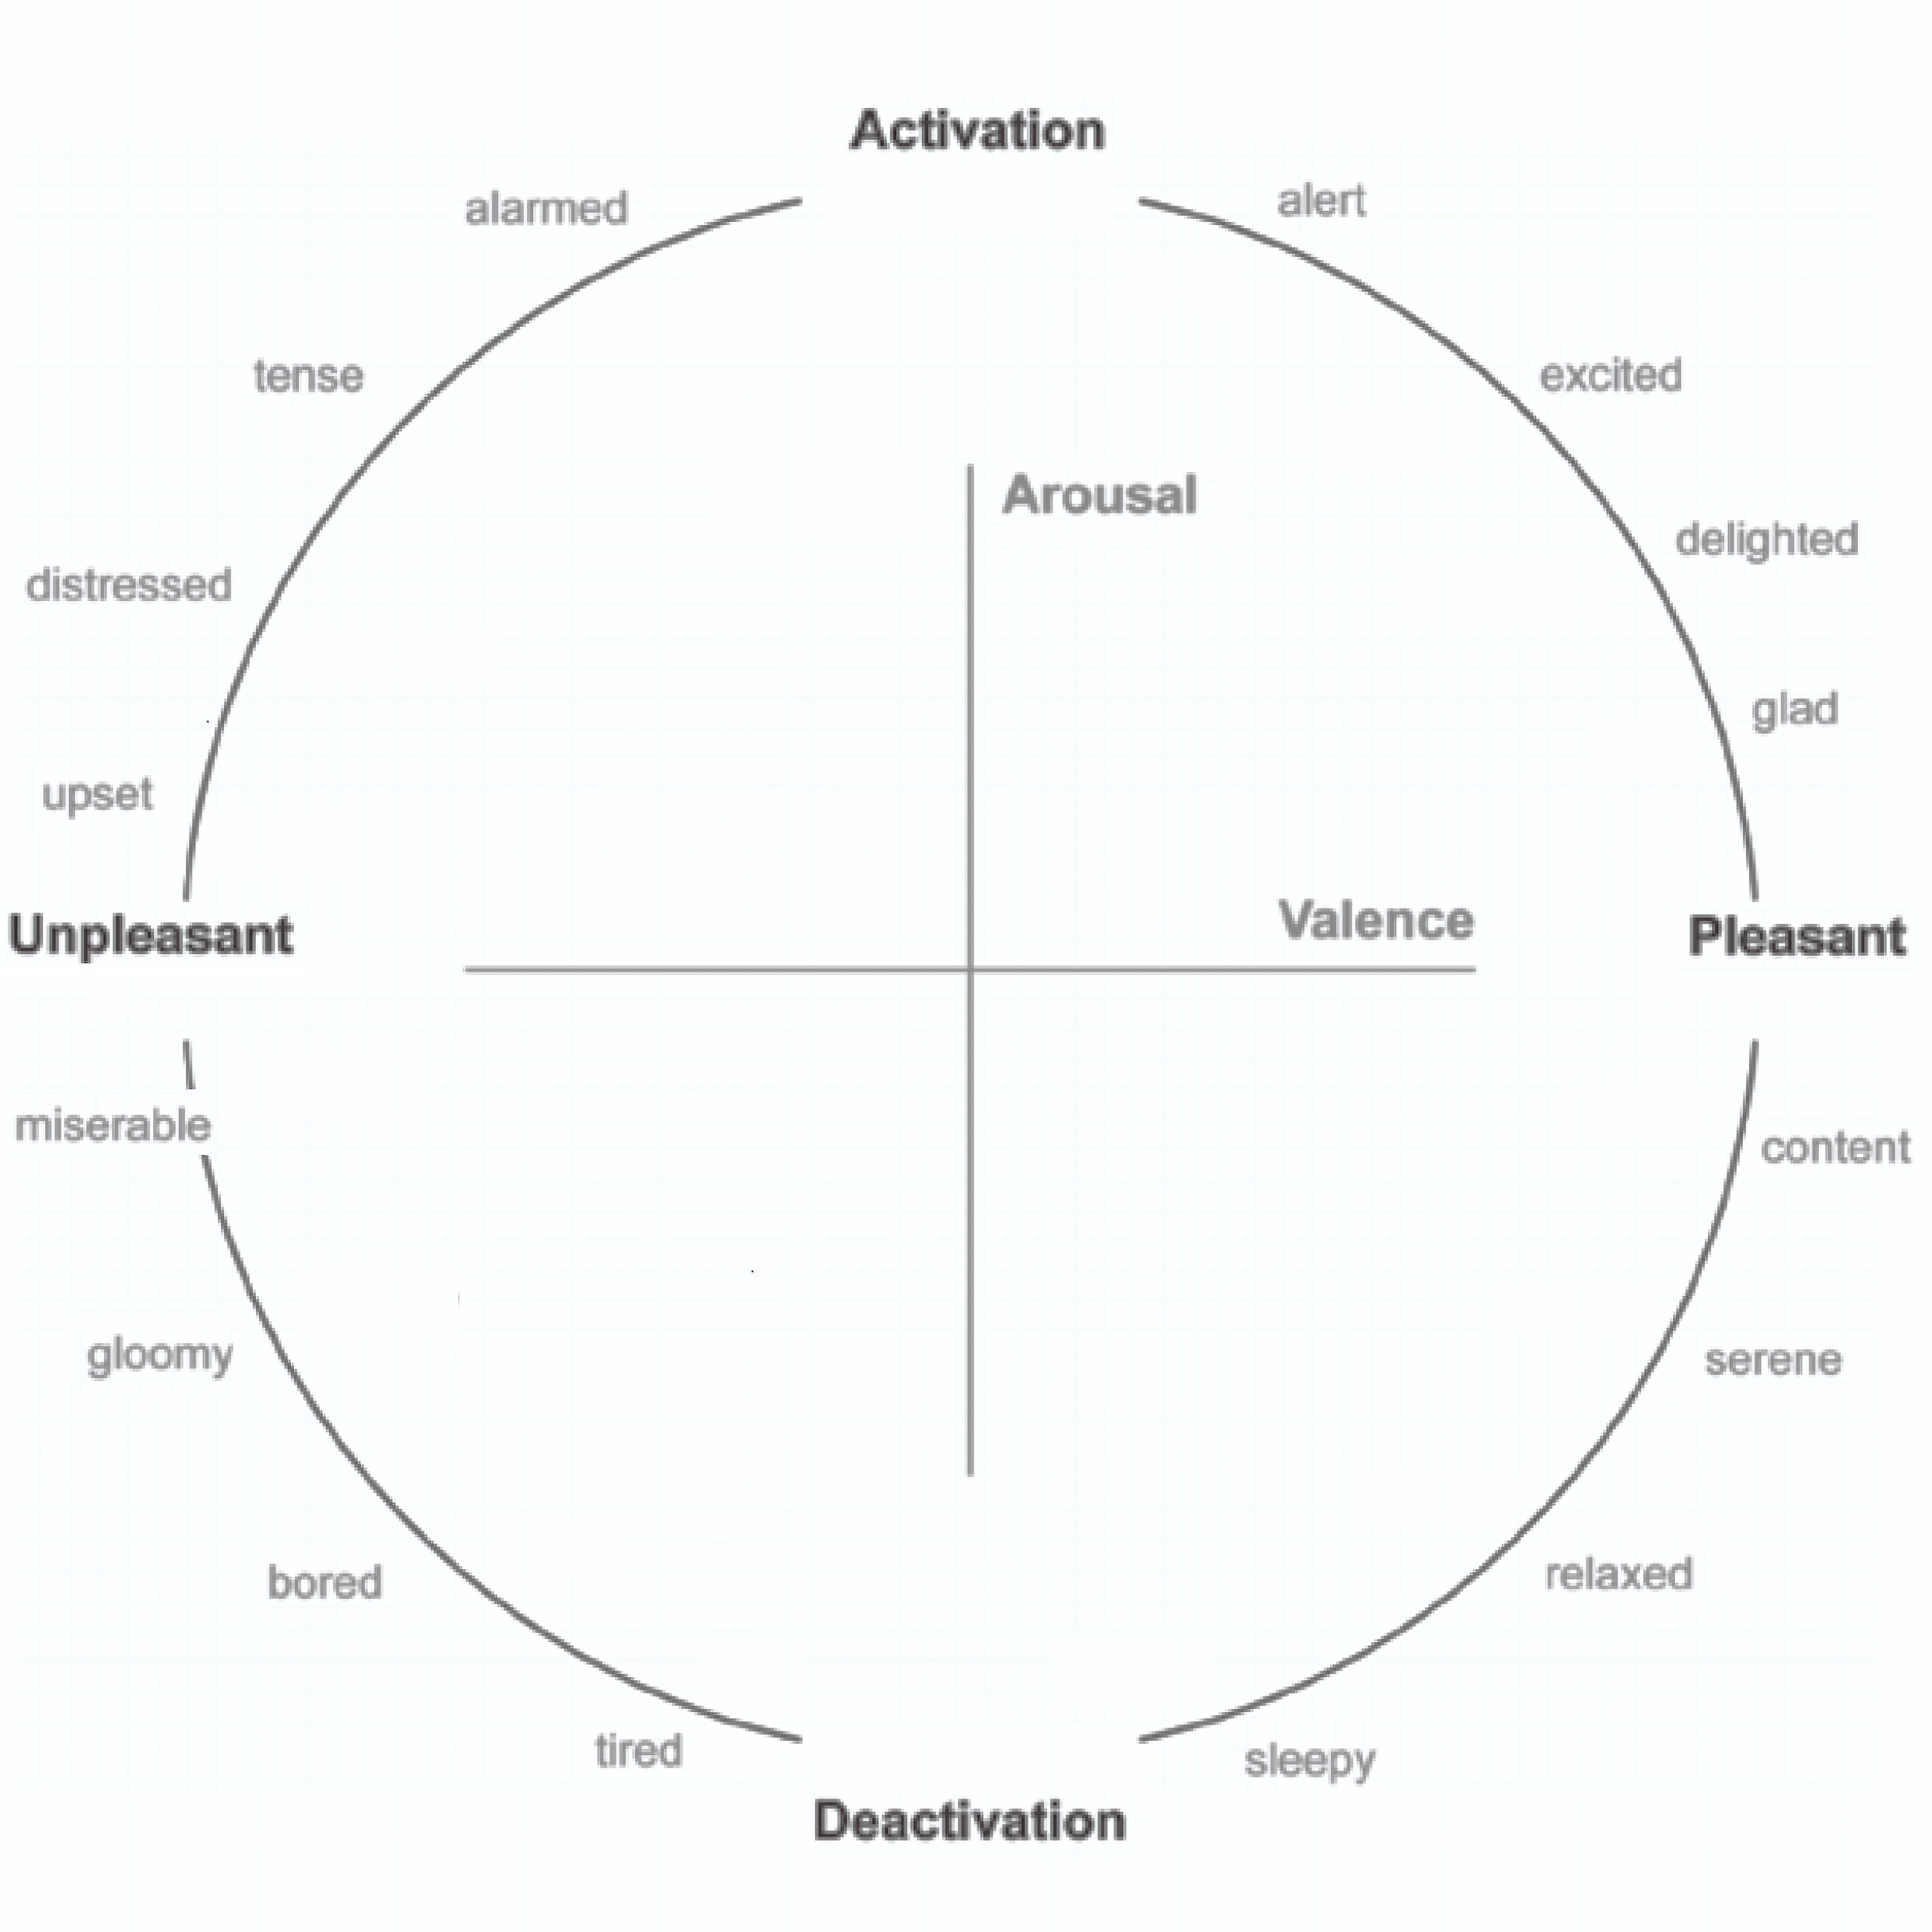 Activation
alarmed
alert
tense
excited
Arousal
delighted
distressed
glad
upset
Valence
Unpleasant
Pleasant
miserable
content
gloomy
serene
bored
relaxed
tired
sleepy
Deactivation